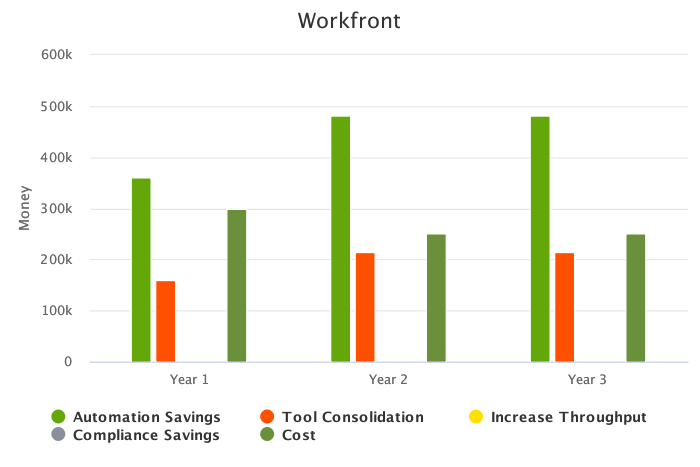 Workfront
600k
500k
400k
300k
200k
100k
0
Money
Year 1
Year 2
Year 3
Automation Savings
Tool Consolidation
Increase Throughput
Compliance Savings
Cost